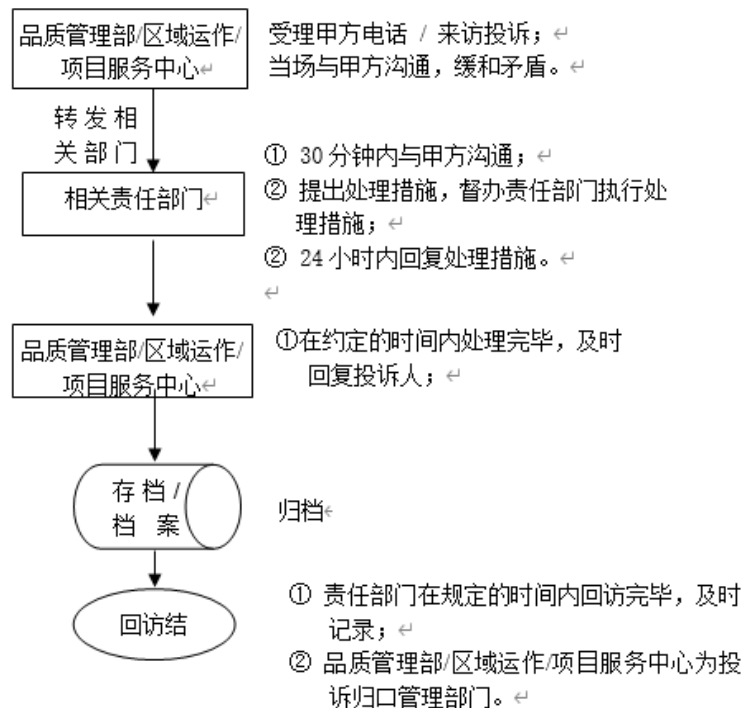 品质管理部/区域运作/
项目服务中心
受理甲方电话 / 来访投诉；
当场与甲方沟通，缓和矛盾。
转发相
关部门
① 30分钟内与甲方沟通；
相关责任部门
② 提出处理措施，督办责任部门执行处
理措施；
② 24小时内回复处理措施。
品质管理部/区域运作/
项目服务中心
①在约定的时间内处理完毕，及时
回复投诉人；
存档/
档 案
归档
回访结
① 责任部门在规定的时间内回访完毕，及时
记录；
② 品质管理部/区域运作/项目服务中心为投
诉归口管理部门。